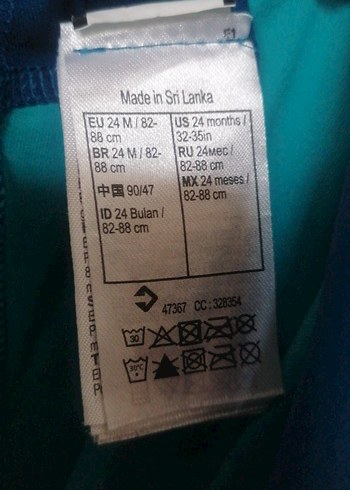 Made in Sri Lanka
EU 24 M / 82-
88 cm
BR 24 M / 82-
88 cm
中国 90/47
ID 24 Bulan /
82-88 cm
US 24 months /
32-35in
RU 24мес /
82-88 cm
MX 24 meses /
82-88 cm
47367 CC: 328354
30
30°C